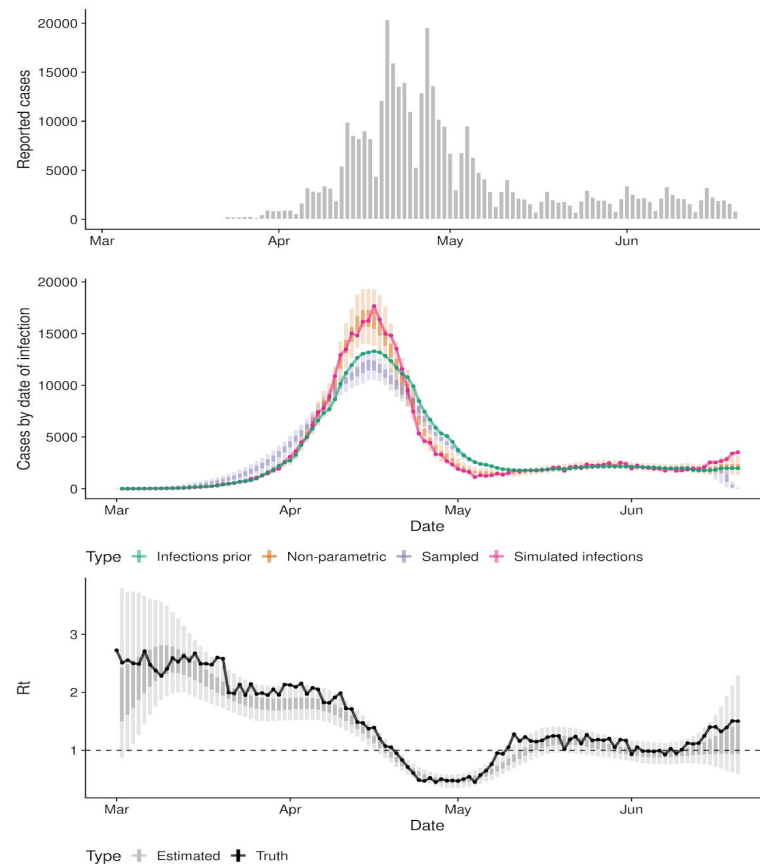 20000
15000
10000
5000
0
Reported cases
Mar Apr May Jun
20000
15000
10000
5000
0
Cases by date of infection
Mar Apr May Jun
Date
Type Infections prior Non-parametric Sampled Simulated infections
3
2
1
Rt
Mar Apr May Jun
Date
Type Estimated Truth